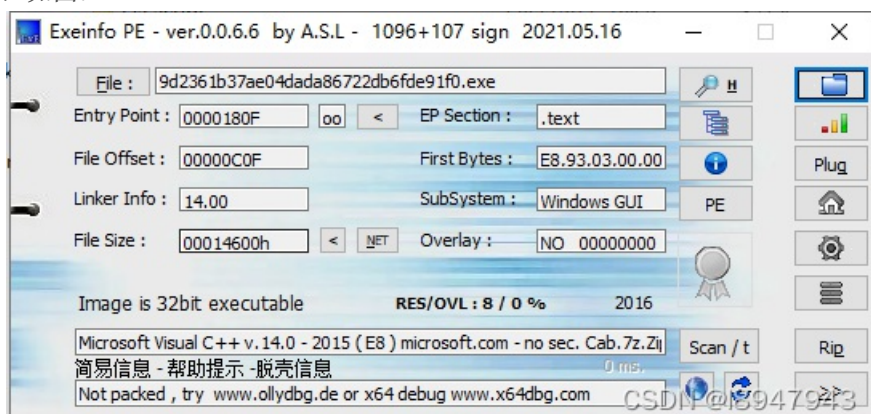 Exeinfo PE - ver.0.0.6.6 by A.S.L - 1096+107 sign 2021.05.16
File : 9d2361b37ae04dada86722db6fde91f0.exe H
Entry Point : 0000180F oo < EP Section : .text
File Offset : 00000C0F First Bytes : E8.93.03.00.00 Plug
Linker Info : 14.00 SubSystem : Windows GUI PE
File Size : 00014600h < NET Overlay : NO 00000000
Image is 32bit executable RES/OVL : 8 / 0 % 2016
Microsoft Visual C++ v.14.0 - 2015 ( E8 ) microsoft.com - no sec. Cab.7z.Zip Scan / t Rip
简易信息 - 帮助提示 -脱壳信息 0 ms.
Not packed , try www.ollydbg.de or x64 debug www.x64dbg.com >>